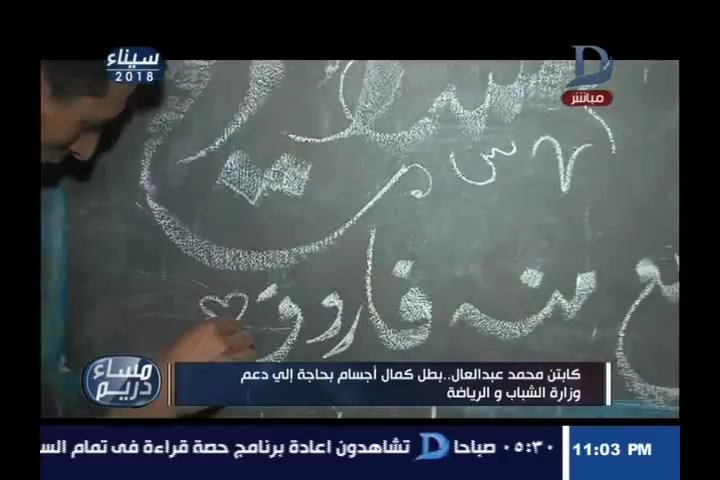 سيناء
2018
مباشر
منه فاروق
مساء
دريم
كابتن محمد عبدالعال..بطل كمال أجسام بحاجة إلي دعم
وزارة الشباب و الرياضة
٠٥:٣٠ صباحا تشاهدون اعادة برنامج حصة قراءة فى تمام الس
11:03 PM